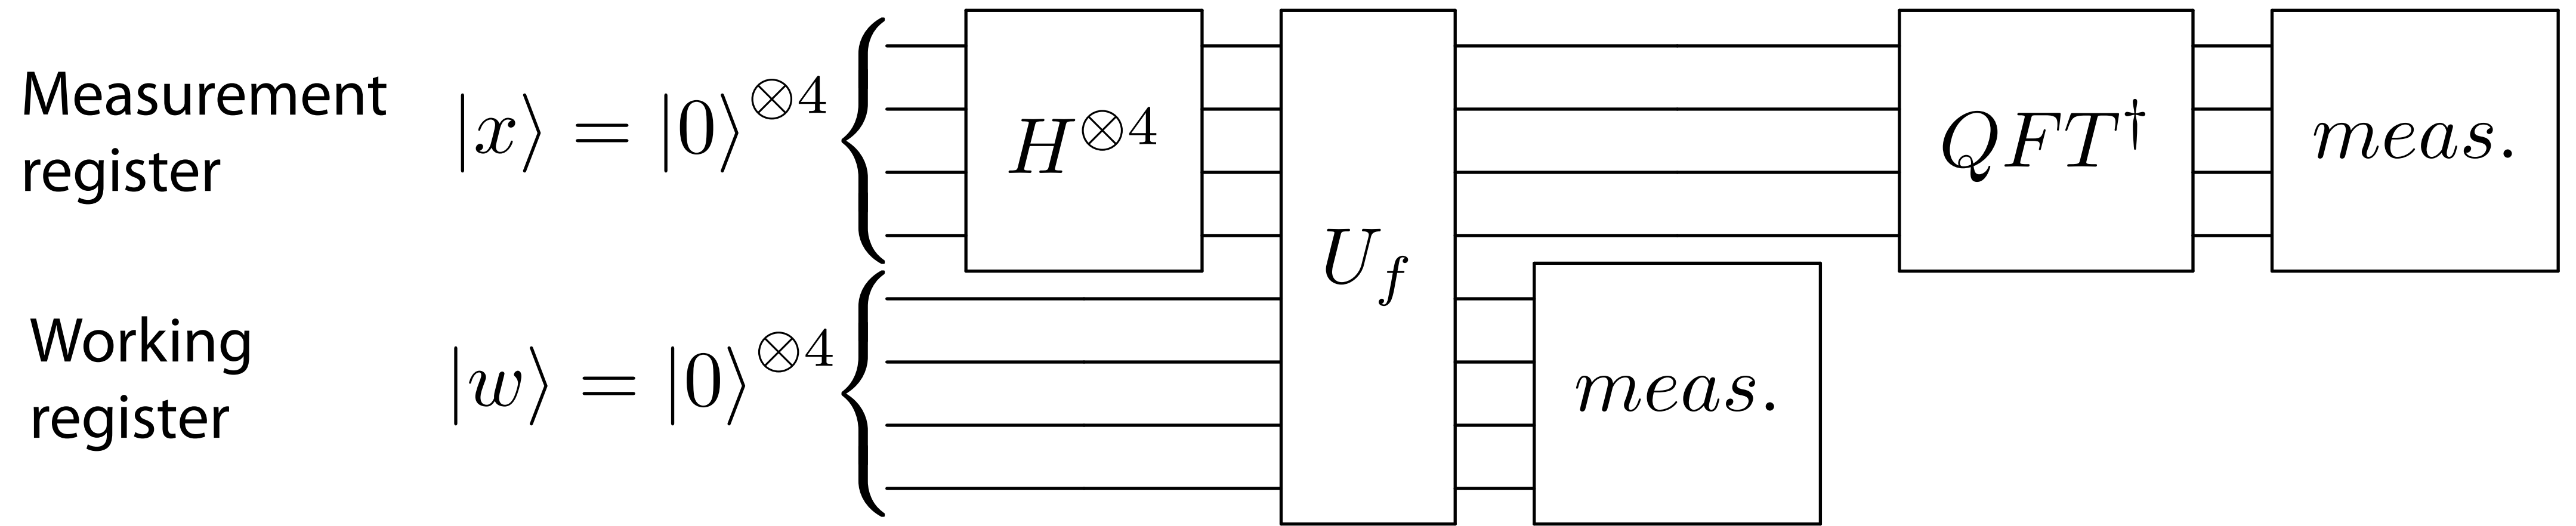 Measurement
register
|x⟩ = |0⟩^{⊗4}
H^{⊗4}
U_f
QFT^†
meas.
Working
register
|w⟩ = |0⟩^{⊗4}
meas.